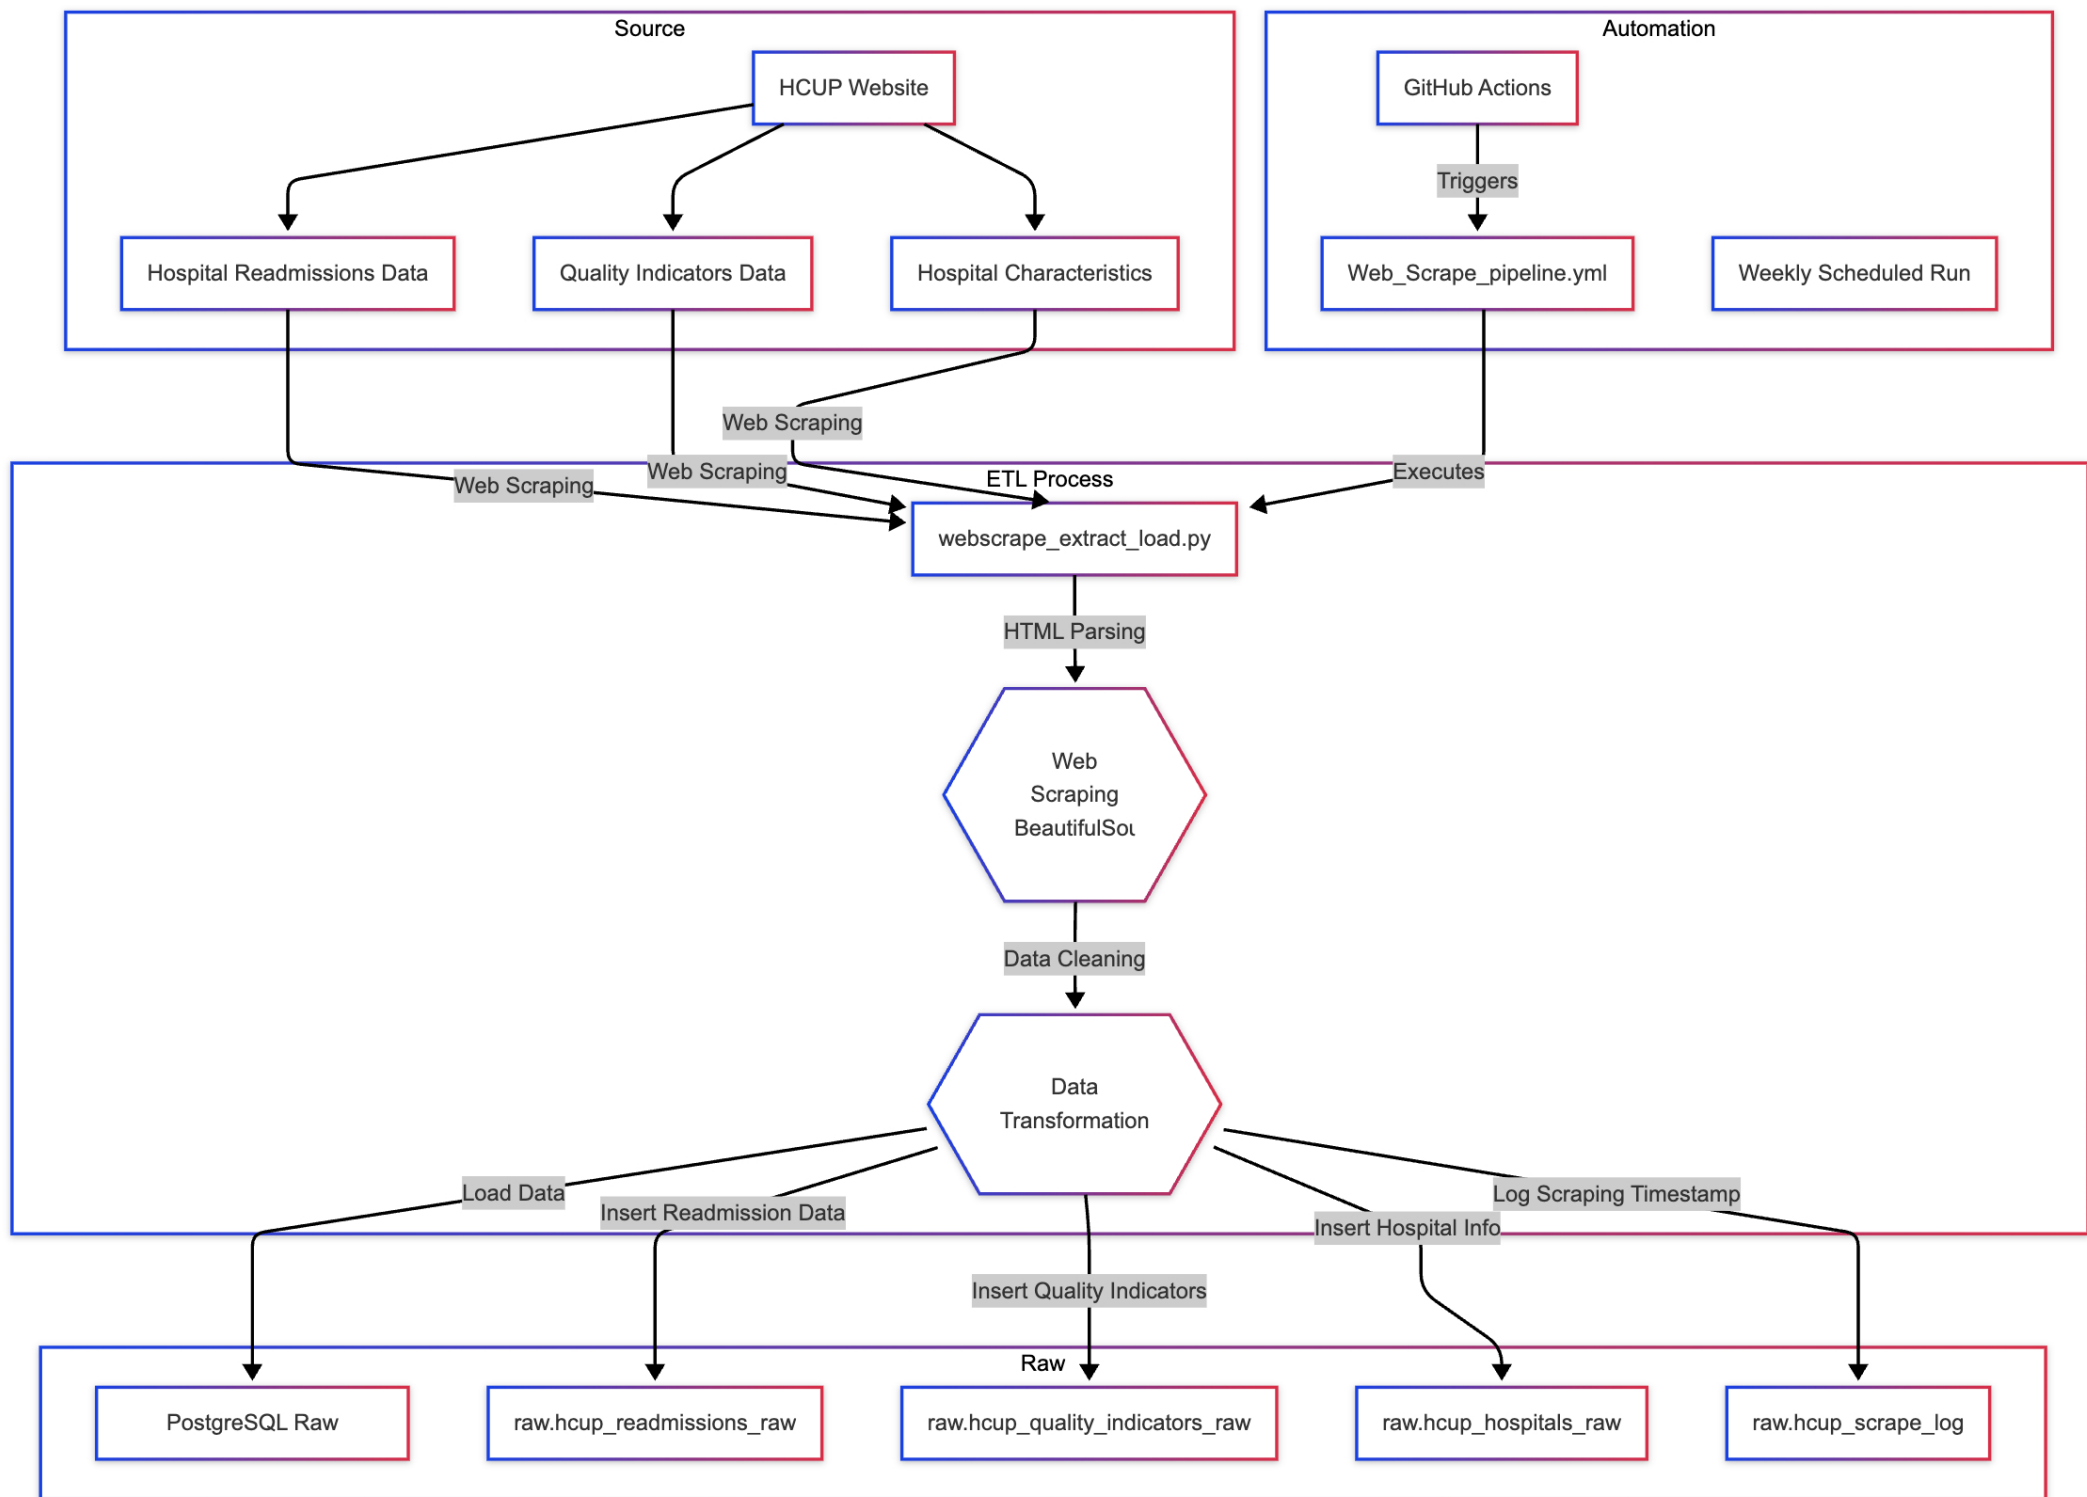 Source
Automation
HCUP Website
GitHub Actions
Triggers
Hospital Readmissions Data
Quality Indicators Data
Hospital Characteristics
Web_Scrape_pipeline.yml
Weekly Scheduled Run
Web Scraping
Web Scraping
Web Scraping
Executes
ETL Process
webscrape_extract_load.py
HTML Parsing
Web
Scraping
BeautifulSou
Data Cleaning
Data
Transformation
Load Data
Insert Readmission Data
Insert Quality Indicators
Insert Hospital Info
Log Scraping Timestamp
Raw
PostgreSQL Raw
raw.hcup_readmissions_raw
raw.hcup_quality_indicators_raw
raw.hcup_hospitals_raw
raw.hcup_scrape_log